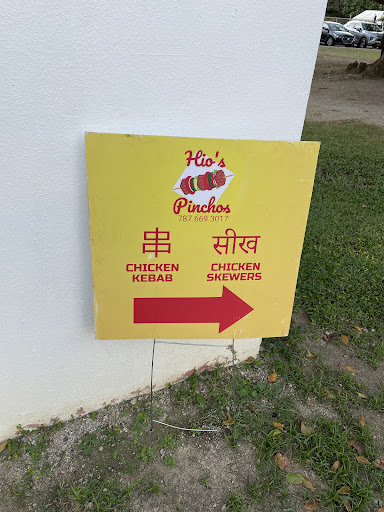 Hio's
Pinchos
787.669.3017
串 सीख
CHICKEN KEBAB
CHICKEN SKEWERS